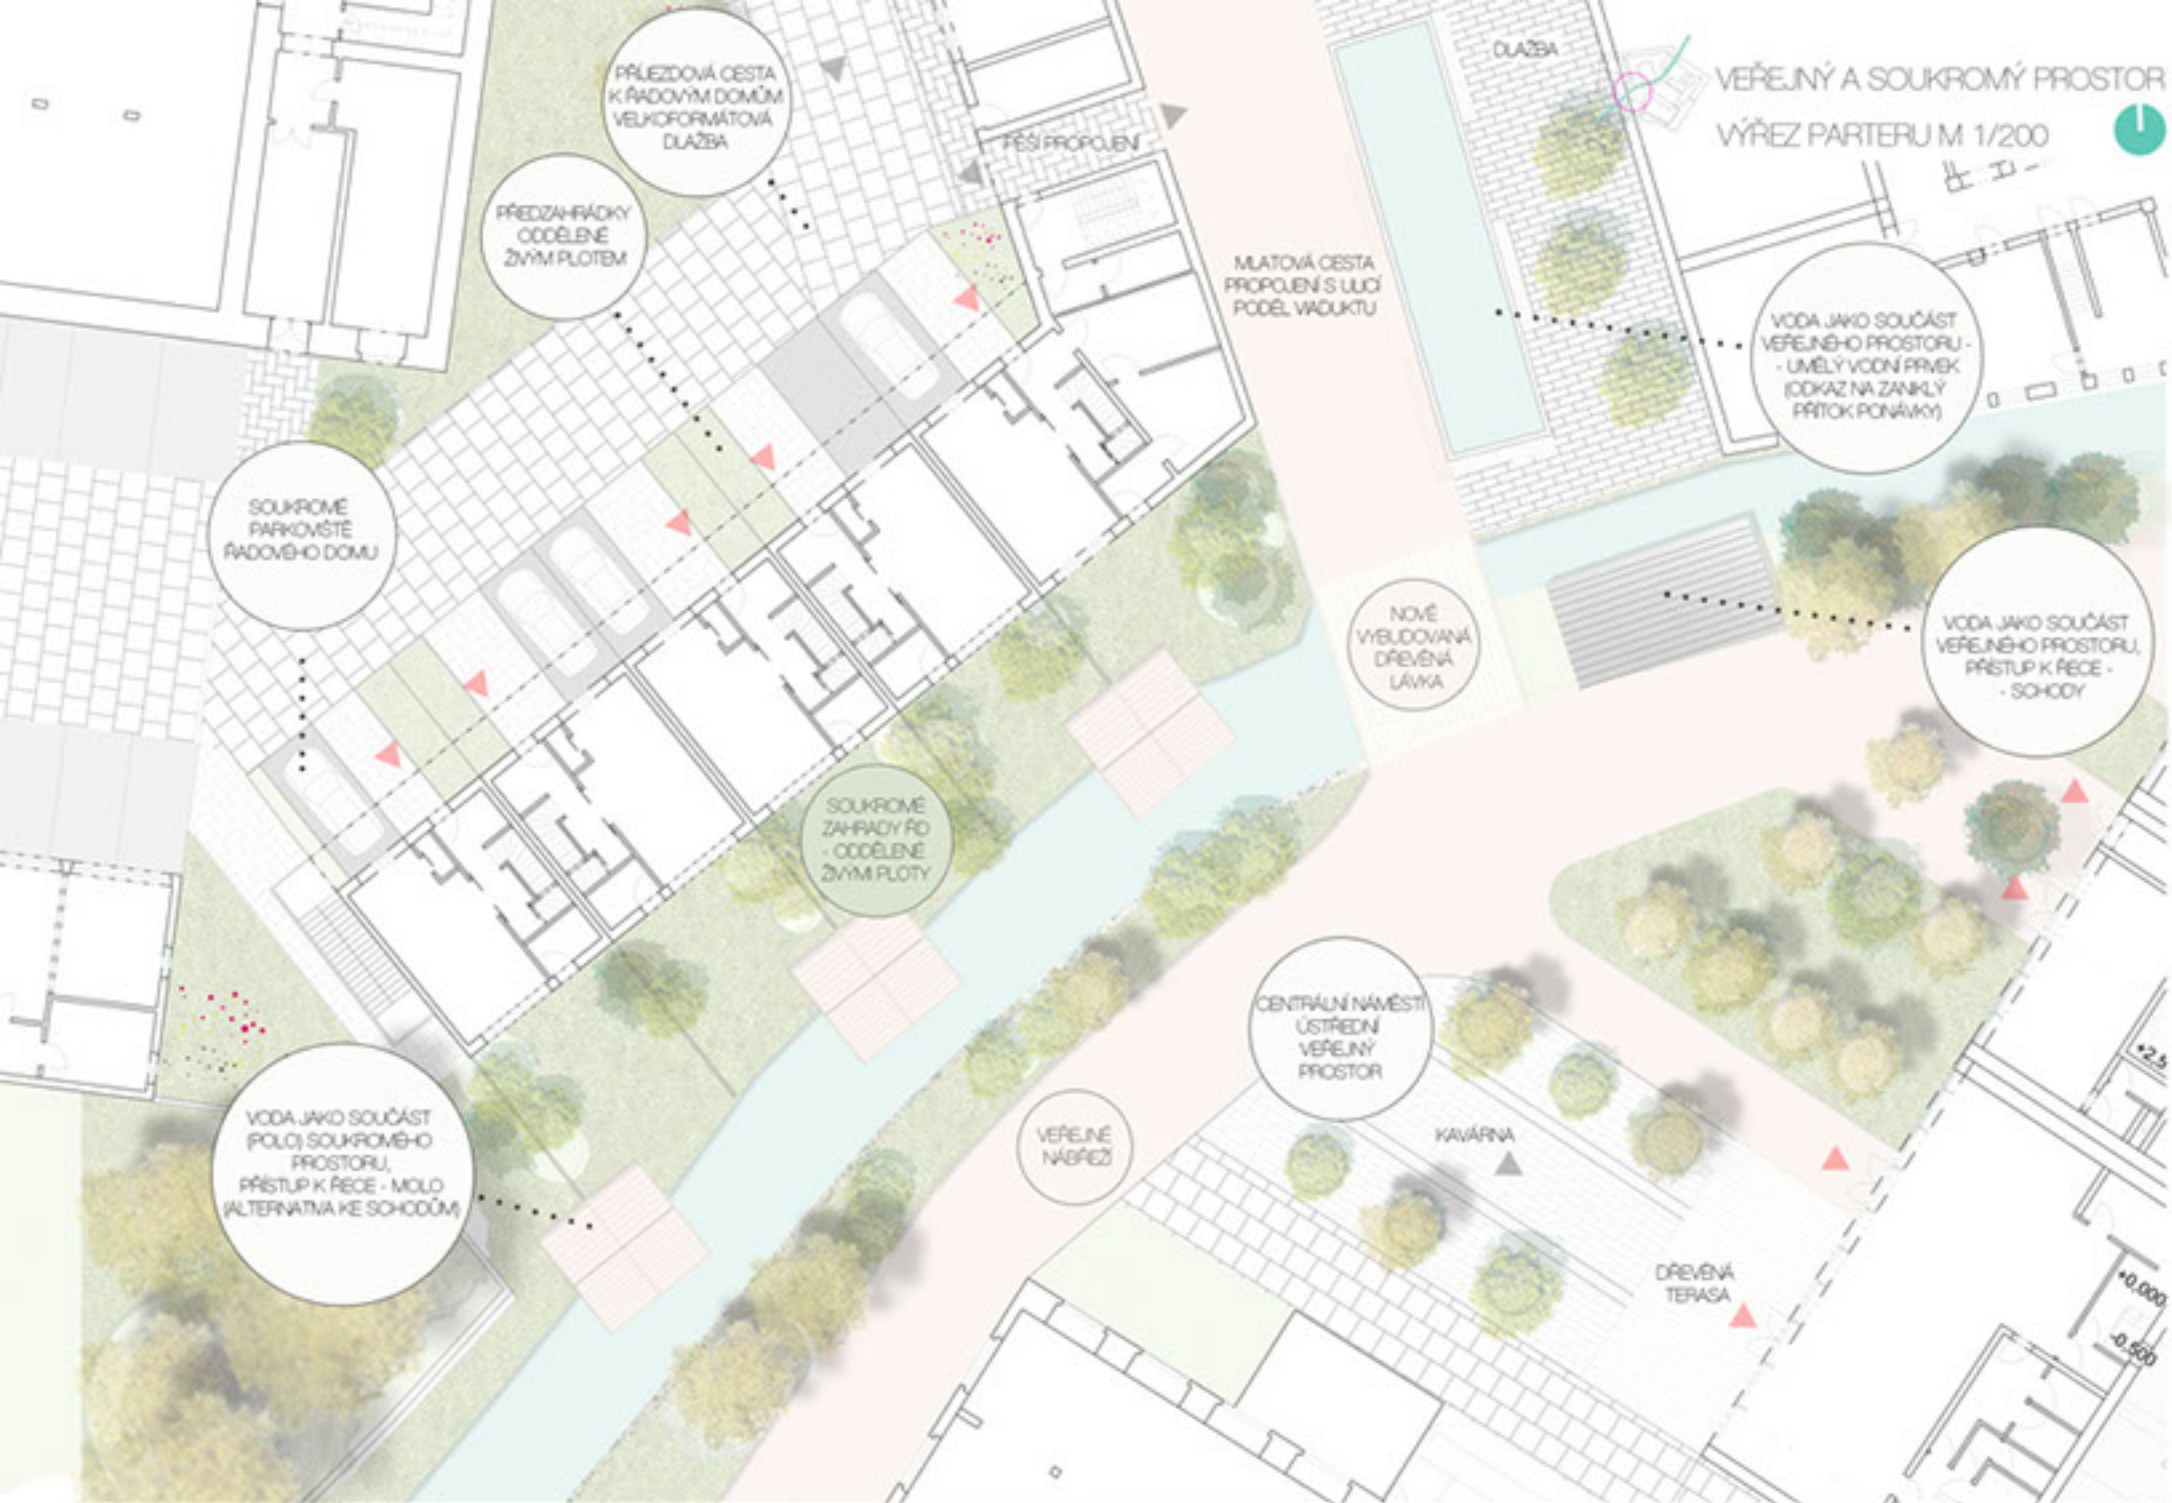 VEŘEJNÝ A SOUKROMÝ PROSTOR
VÝŘEZ PARTERU M 1/200
DLAŽBA
PŘÍJEZDOVÁ CESTA
K ŘADOVÝM DOMŮM
VELKOFORMÁTOVÁ
DLAŽBA
PĚŠÍ PROPOJENÍ
PŘEDZAHRÁDKY
ODDĚLENÉ
ŽIVÝM PLOTEM
MLATOVÁ CESTA
PROPOJENÍ S ULICÍ
PODÉL VIADUKTU
VODA JAKO SOUČÁST
VEŘEJNÉHO PROSTORU -
- UMĚLÝ VODNÍ PRVEK
(ODKAZ NA ZANIKLÝ
PŘÍTOK PONÁVKY)
SOUKROMÉ
PARKOVIŠTĚ
ŘADOVÉHO DOMU
NOVĚ
VYBUDOVANÁ
DŘEVĚNÁ
LÁVKA
VODA JAKO SOUČÁST
VEŘEJNÉHO PROSTORU,
PŘÍSTUP K ŘECE -
- SCHODY
SOUKROMÉ
ZAHRADY ŘD
- ODDĚLENÉ
ŽIVÝMI PLOTY
CENTRÁLNÍ NÁMĚSTÍ
ÚSTŘEDNÍ
VEŘEJNÝ
PROSTOR
VODA JAKO SOUČÁST
(POLO) SOUKROMÉHO
PROSTORU,
PŘÍSTUP K ŘECE - MOLO
(ALTERNATIVA KE SCHODŮM)
VEŘEJNÉ
NÁBŘEŽÍ
KAVÁRNA
DŘEVĚNÁ
TERASA
+2.5
+0,000
-0.500